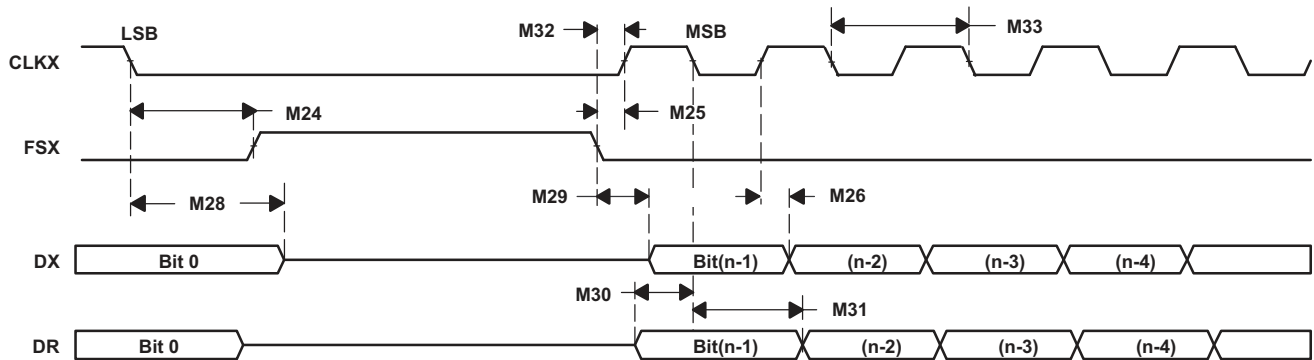 LSB M32 MSB M33
CLKX
M24 M25
FSX
M28 M29 M26
DX Bit 0 Bit(n-1) (n-2) (n-3) (n-4)
M30 M31
DR Bit 0 Bit(n-1) (n-2) (n-3) (n-4)